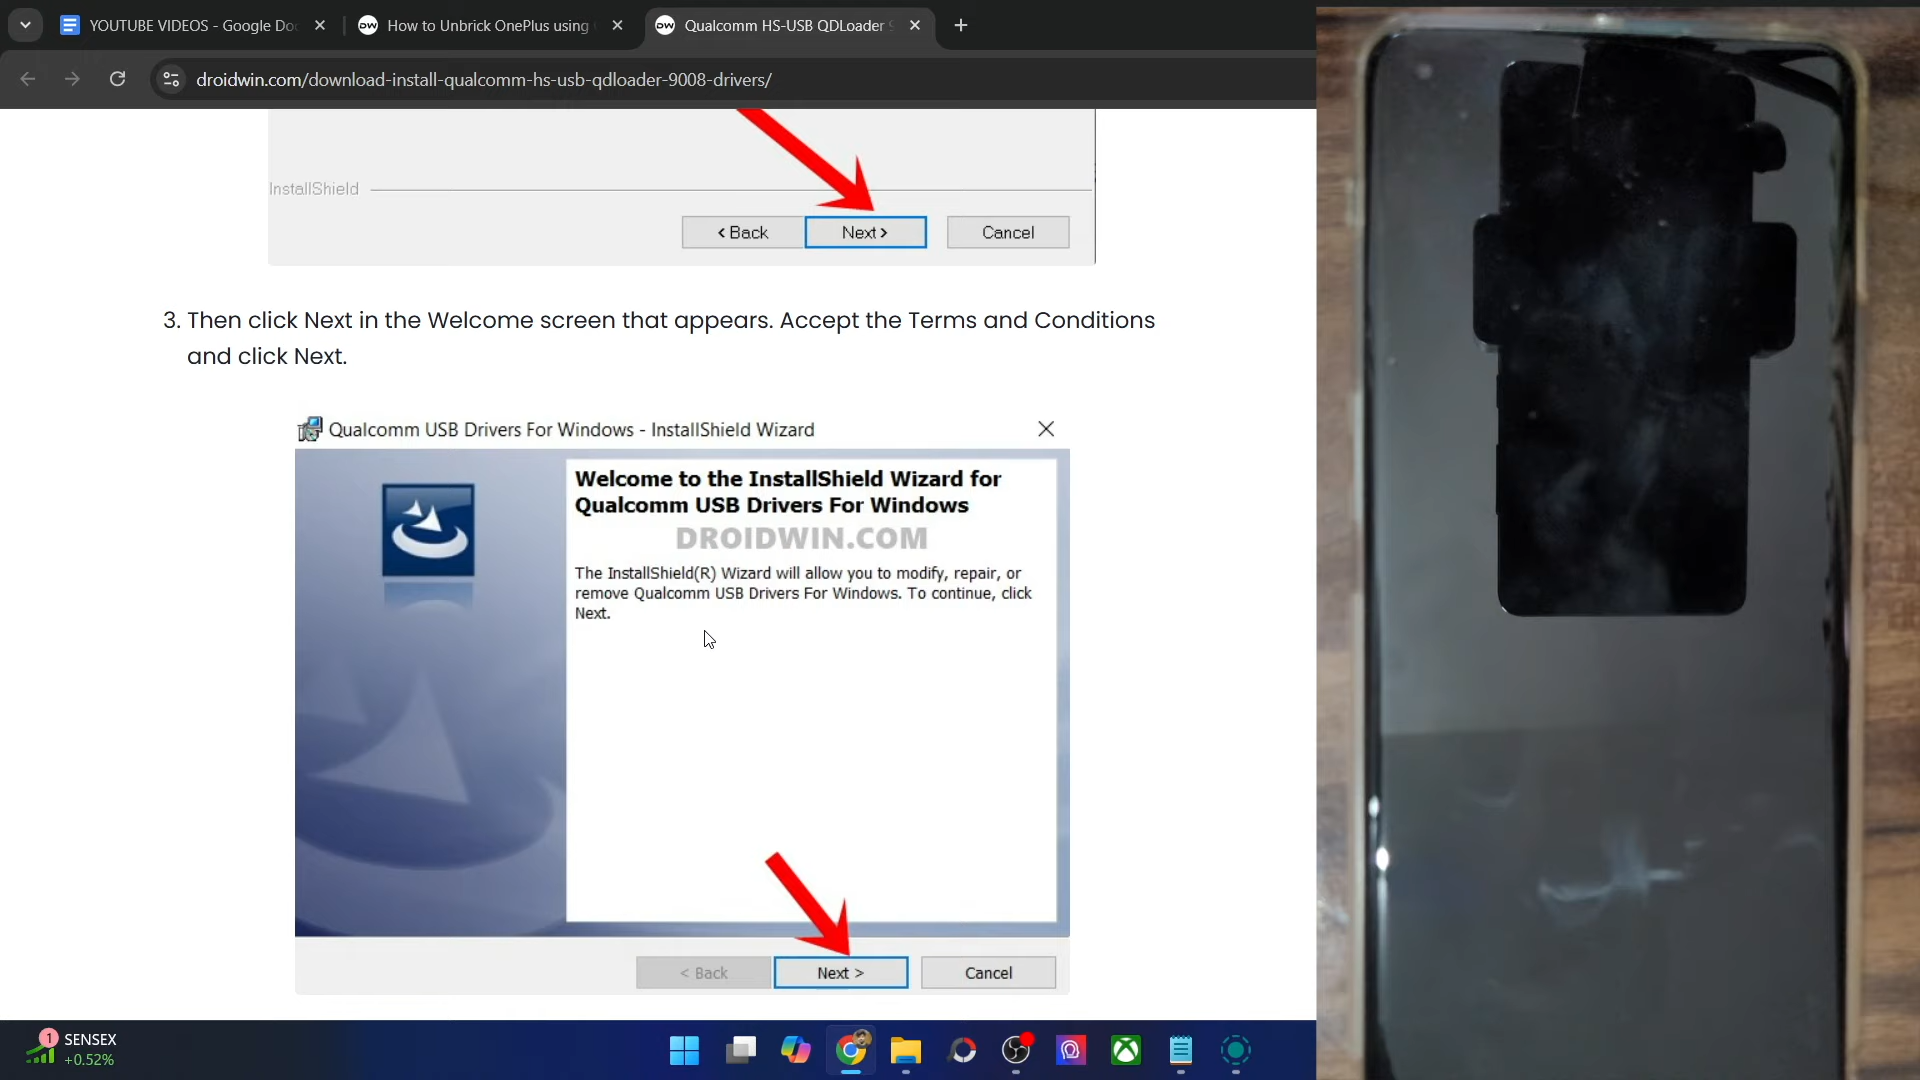 YOUTUBE VIDEOS - Google Do
How to Unbrick OnePlus using
Qualcomm HS-USB QDLoader 9
droidwin.com/download-install-qualcomm-hs-usb-qdloader-9008-drivers/
InstallShield
< Back
Next >
Cancel
3. Then click Next in the Welcome screen that appears. Accept the Terms and Conditions
and click Next.
Qualcomm USB Drivers For Windows - InstallShield Wizard
Welcome to the InstallShield Wizard for
Qualcomm USB Drivers For Windows
DROIDWIN.COM
The InstallShield(R) Wizard will allow you to modify, repair, or
remove Qualcomm USB Drivers For Windows. To continue, click
Next.
< Back
Next >
Cancel
1
SENSEX
+0.52%